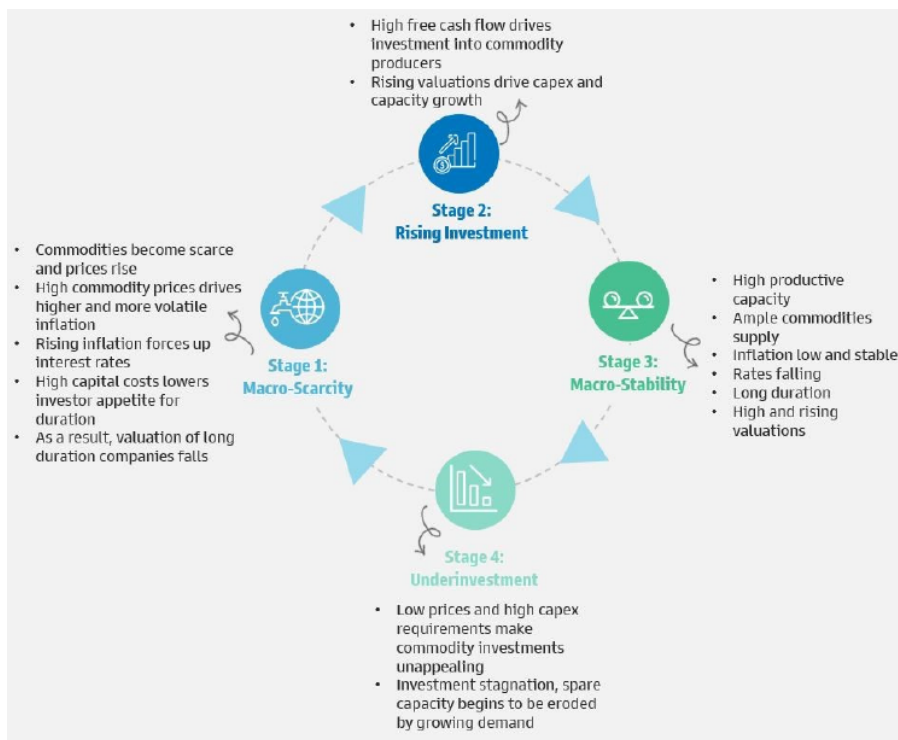 • High free cash flow drives
investment into commodity
producers
• Rising valuations drive capex and
capacity growth
Stage 2:
Rising Investment
• Commodities become scarce
and prices rise
• High commodity prices drives
higher and more volatile
inflation
• Rising inflation forces up
interest rates
• High capital costs lowers
investor appetite for
duration
• As a result, valuation of long
duration companies falls
Stage 1:
Macro-Scarcity
Stage 3:
Macro-Stability
• High productive
capacity
• Ample commodities
supply
• Inflation low and stable
• Rates falling
• Long duration
• High and rising
valuations
Stage 4:
Underinvestment
• Low prices and high capex
requirements make
commodity investments
unappealing
• Investment stagnation, spare
capacity begins to be eroded
by growing demand